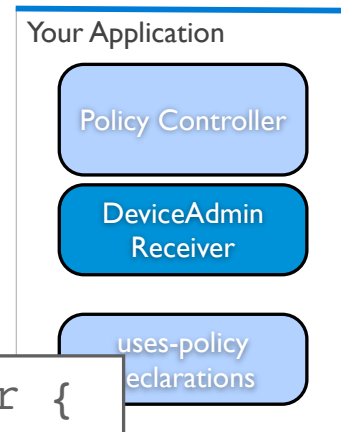 Your Application
Policy Controller
DeviceAdmin
Receiver
uses-policy
eclarations
r {